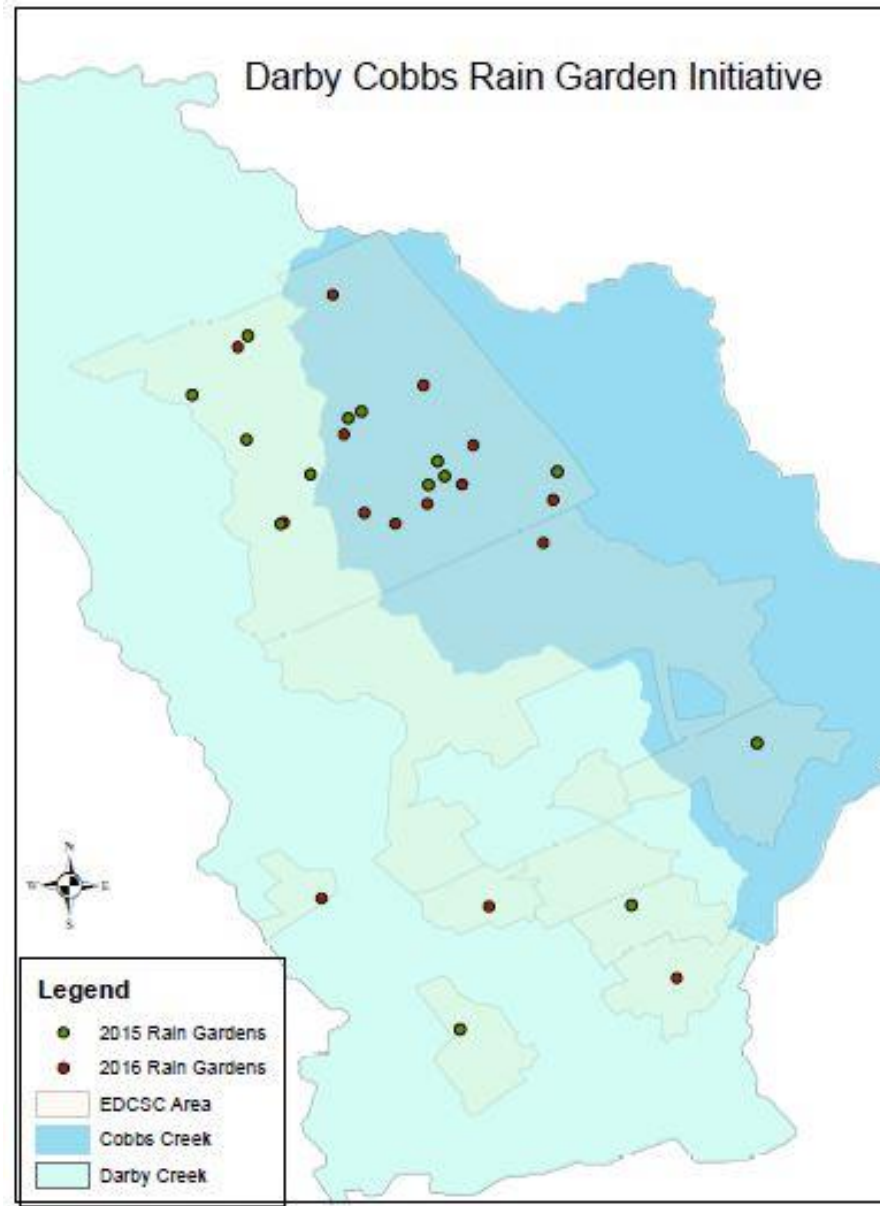 Darby Cobbs Rain Garden Initiative
N
W E
S
Legend
2015 Rain Gardens
2016 Rain Gardens
EDCSC Area
Cobbs Creek
Darby Creek